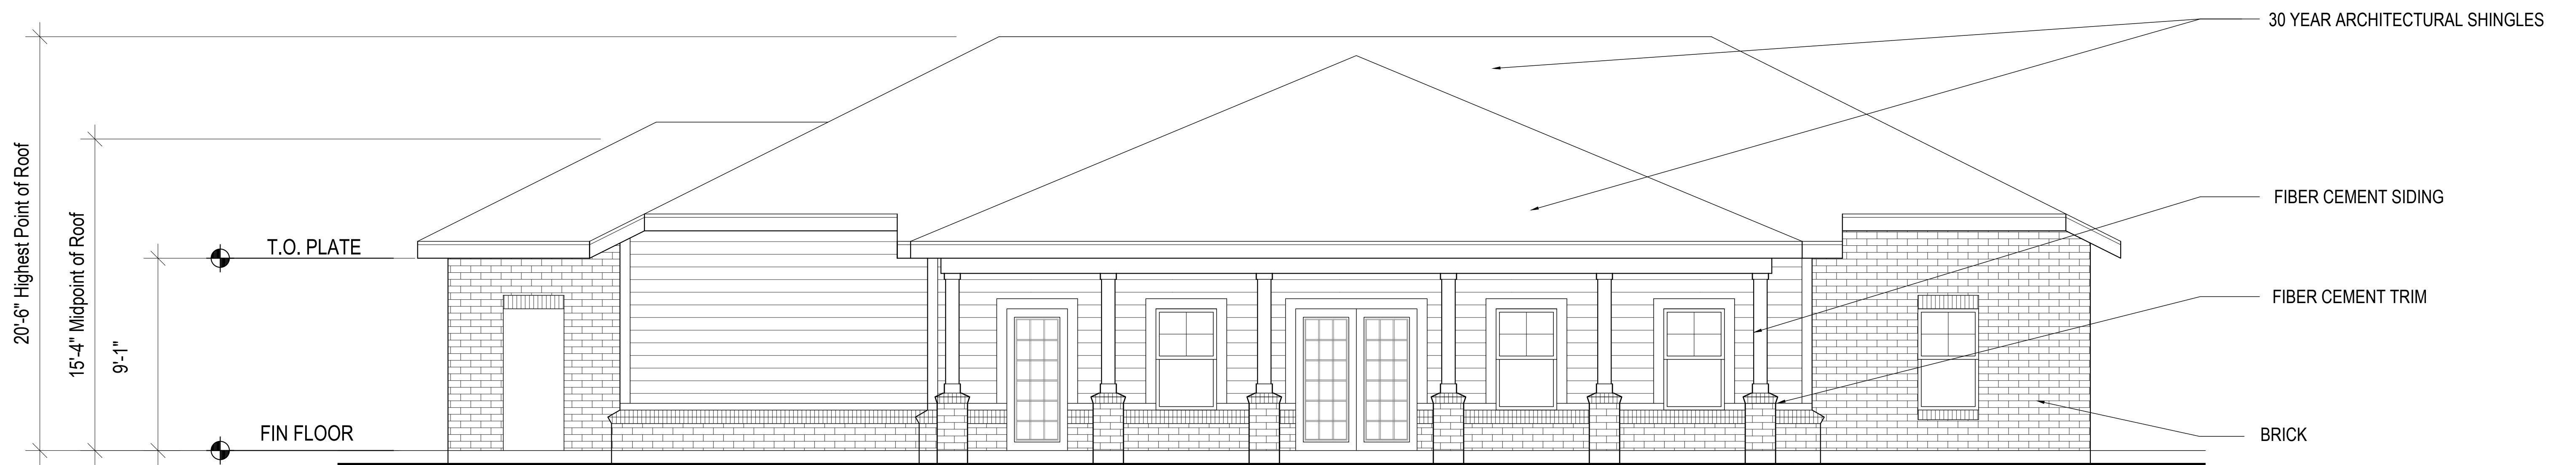 30 YEAR ARCHITECTURAL SHINGLES
20'-6" Highest Point of Roof
15'-4" Midpoint of Roof
9'-1"
T.O. PLATE
FIN FLOOR
FIBER CEMENT SIDING
FIBER CEMENT TRIM
BRICK